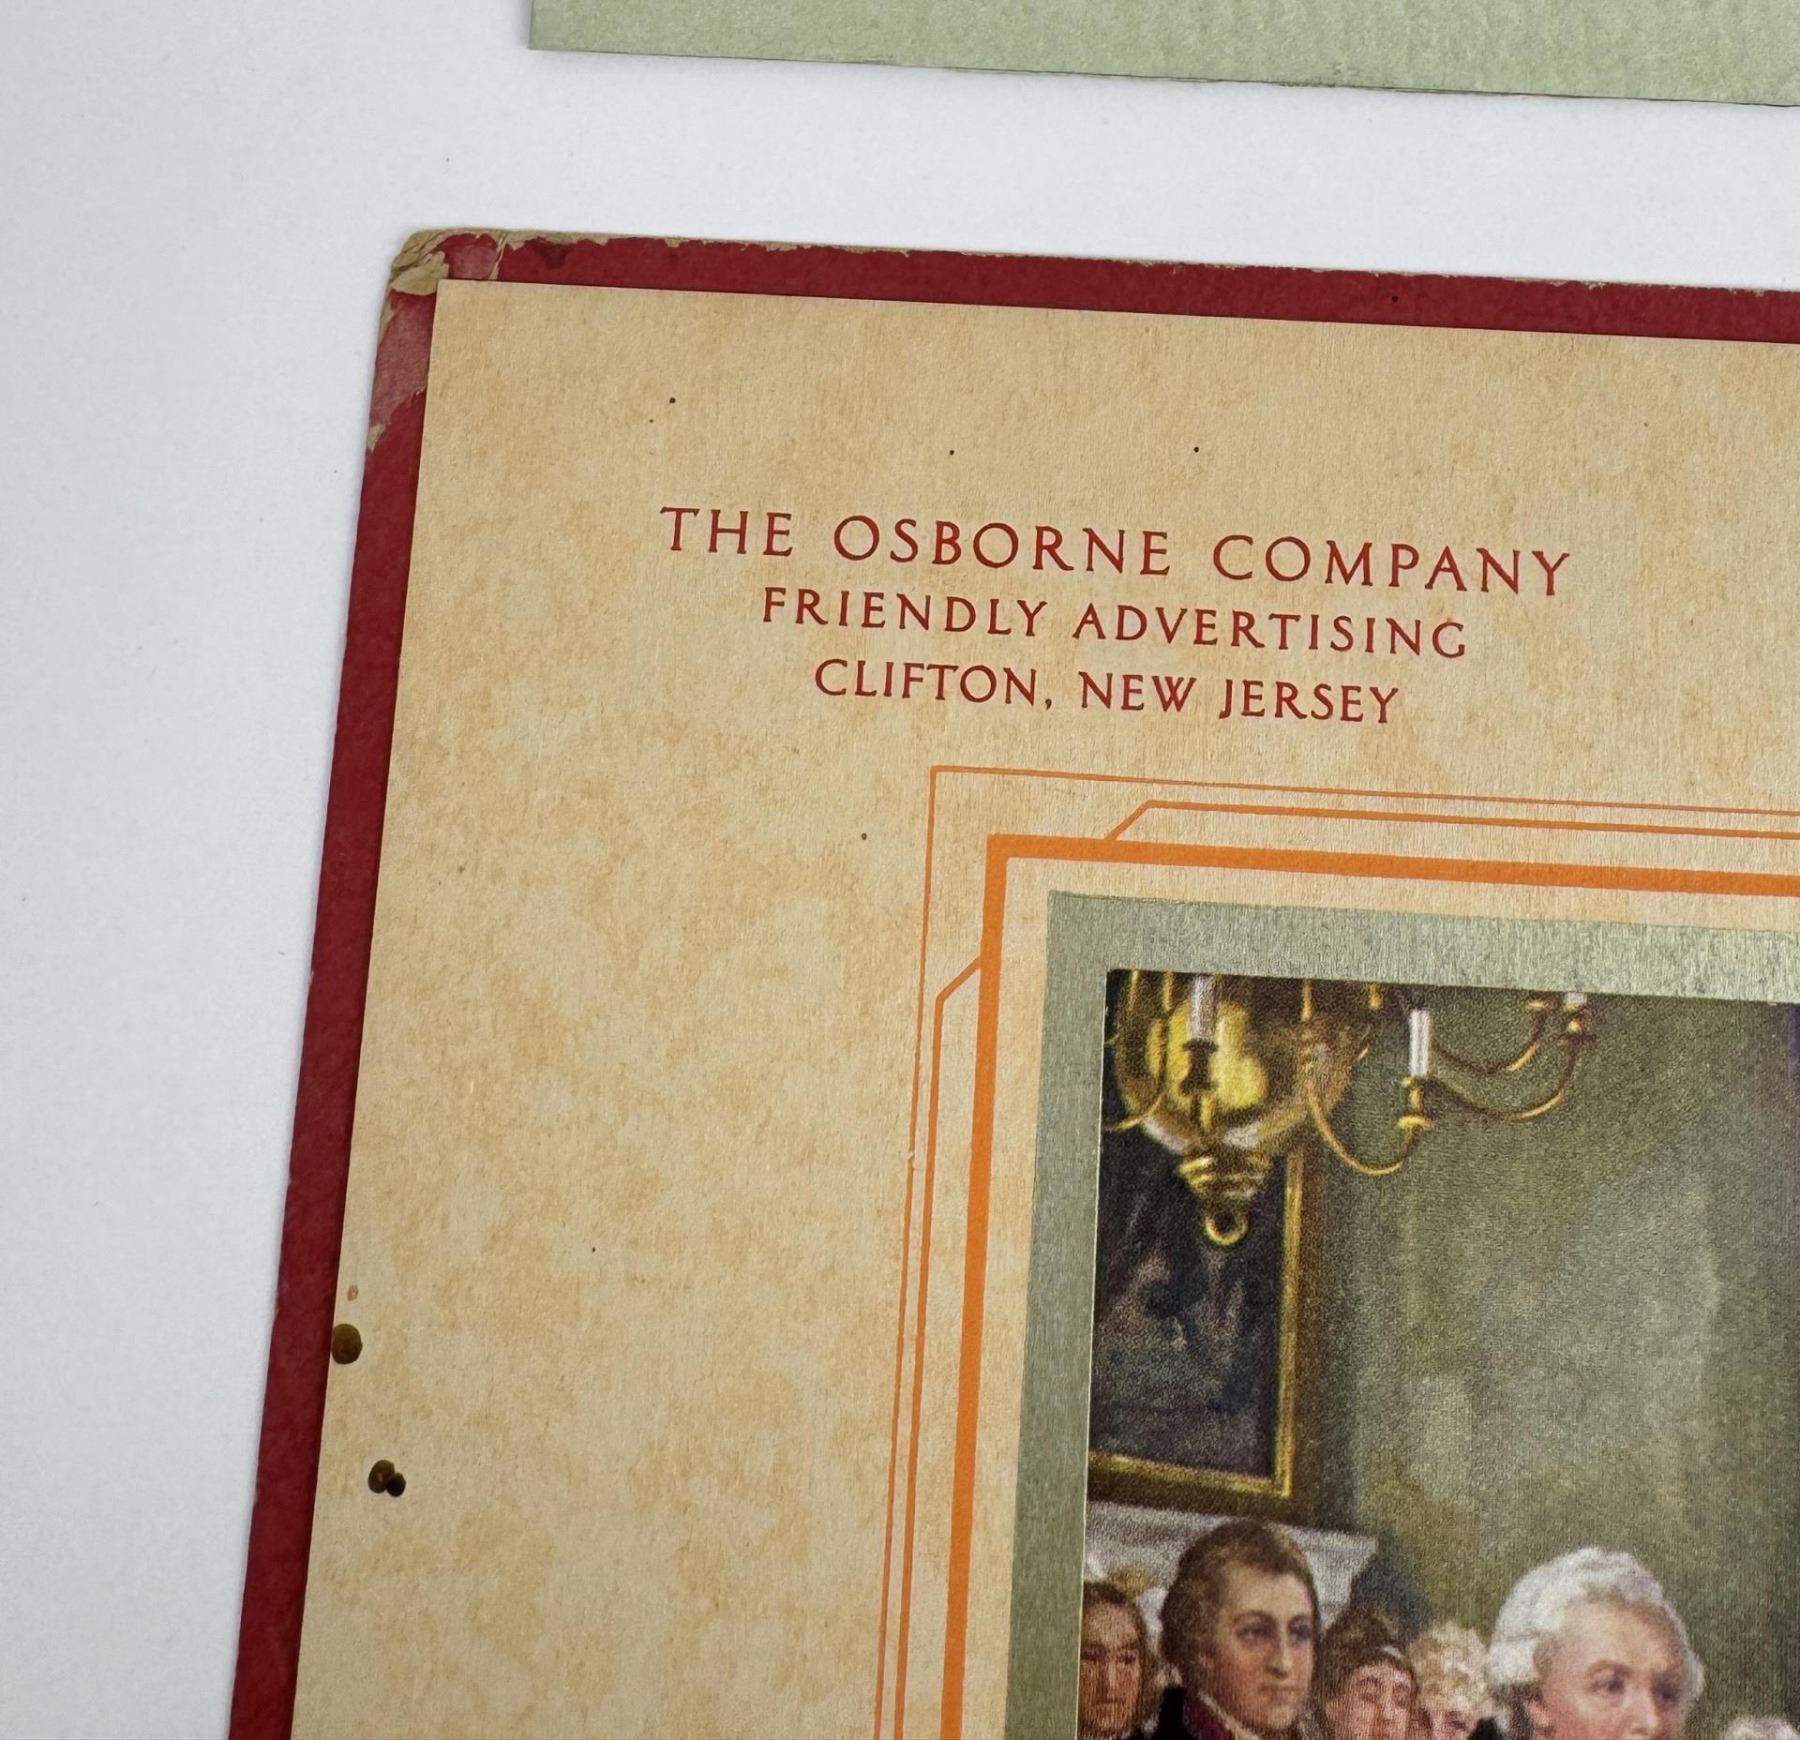 THE OSBORNE COMPANY
FRIENDLY ADVERTISING
CLIFTON, NEW JERSEY